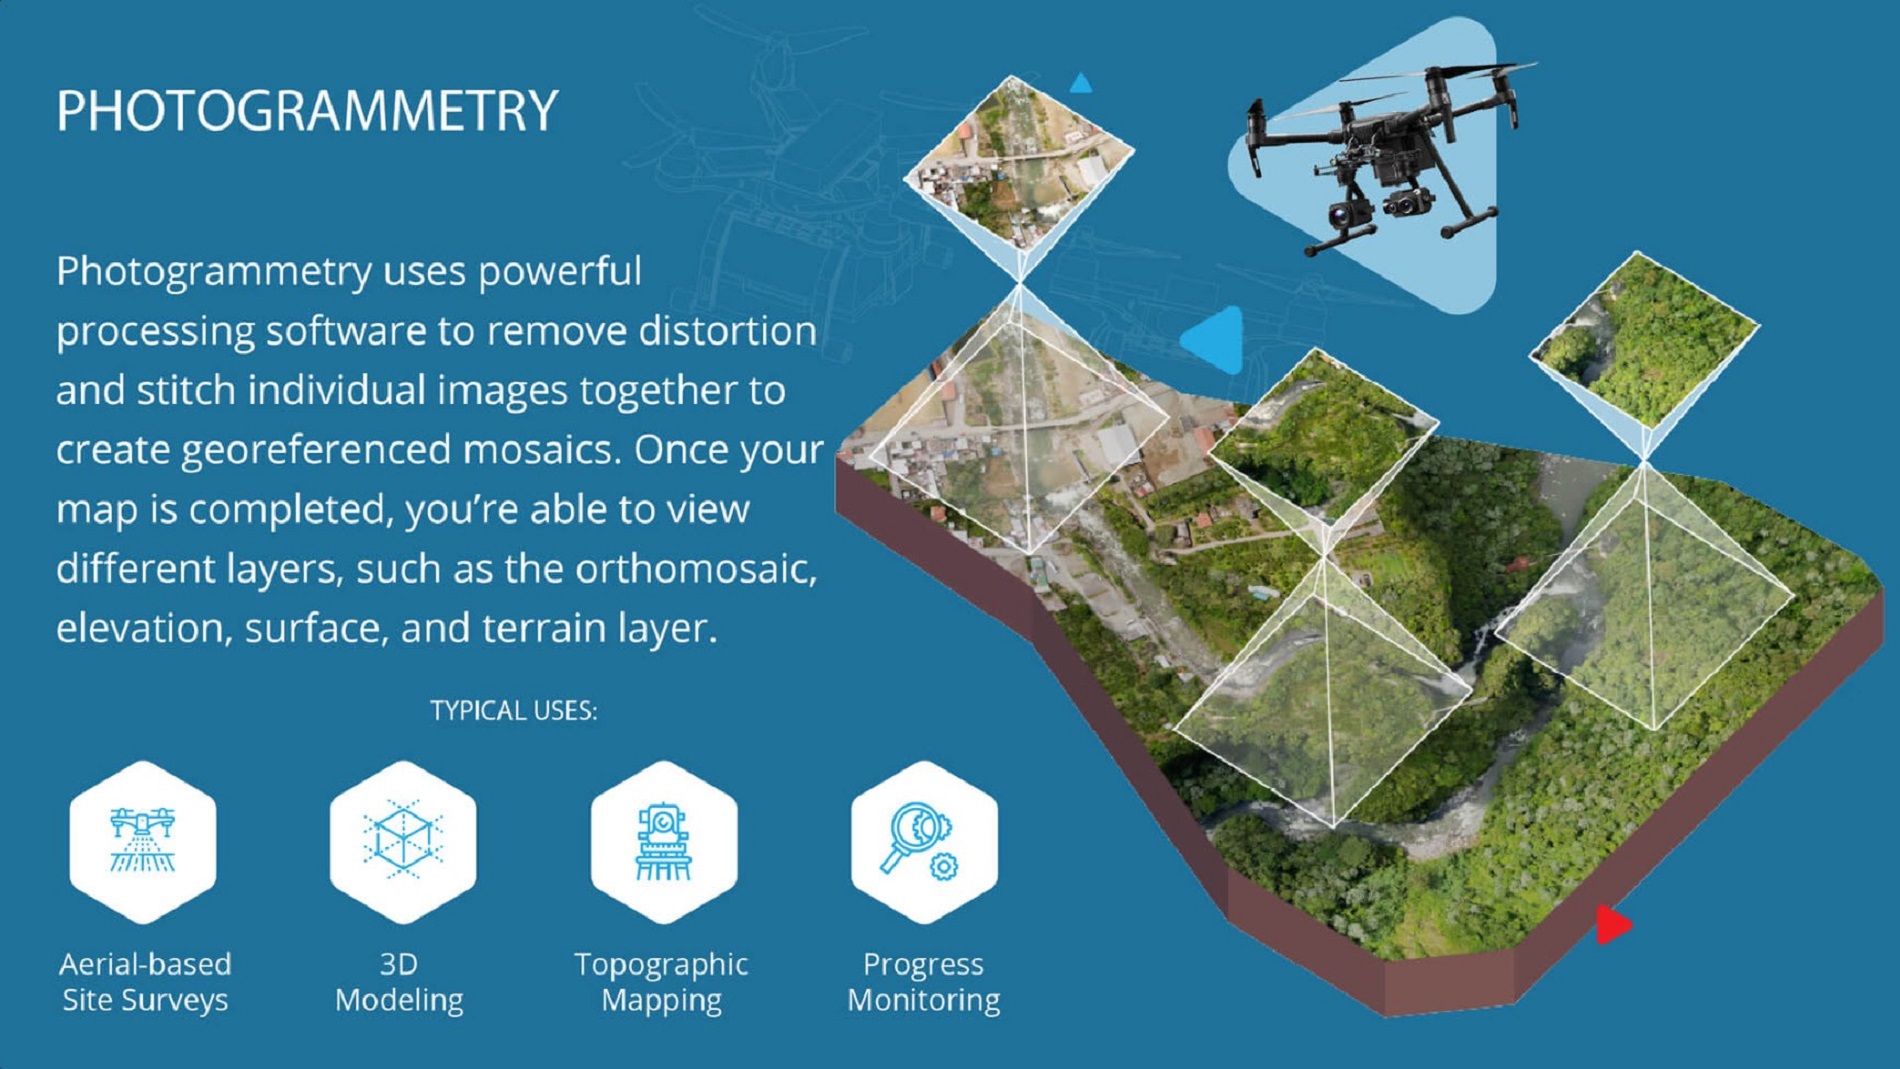 PHOTOGRAMMETRY
Photogrammetry uses powerful
processing software to remove distortion
and stitch individual images together to
create georeferenced mosaics. Once your
map is completed, you’re able to view
different layers, such as the orthomosaic,
elevation, surface, and terrain layer.
TYPICAL USES:
Aerial-based
Site Surveys
3D
Modeling
Topographic
Mapping
Progress
Monitoring